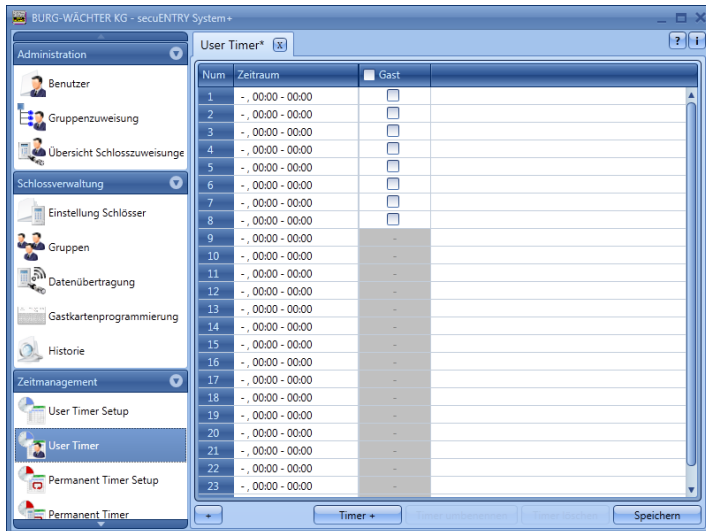 BURG-WÄCHTER KG - secuENTRY System+
Administration
Benutzer
Gruppenzuweisung
Übersicht Schlosszuweisunge
Schlossverwaltung
Einstellung Schlösser
Gruppen
Datenübertragung
Gastkartenprogrammierung
Historie
Zeitmanagement
User Timer Setup
User Timer
Permanent Timer Setup
Permanent Timer
User Timer* x
? i
Num Zeitraum Gast
1 - , 00:00 - 00:00
2 - , 00:00 - 00:00
3 - , 00:00 - 00:00
4 - , 00:00 - 00:00
5 - , 00:00 - 00:00
6 - , 00:00 - 00:00
7 - , 00:00 - 00:00
8 - , 00:00 - 00:00
9 - , 00:00 - 00:00 -
10 - , 00:00 - 00:00 -
11 - , 00:00 - 00:00 -
12 - , 00:00 - 00:00 -
13 - , 00:00 - 00:00 -
14 - , 00:00 - 00:00 -
15 - , 00:00 - 00:00 -
16 - , 00:00 - 00:00 -
17 - , 00:00 - 00:00 -
18 - , 00:00 - 00:00 -
19 - , 00:00 - 00:00 -
20 - , 00:00 - 00:00 -
21 - , 00:00 - 00:00 -
22 - , 00:00 - 00:00 -
23 - , 00:00 - 00:00 -
+ Timer + Speichern